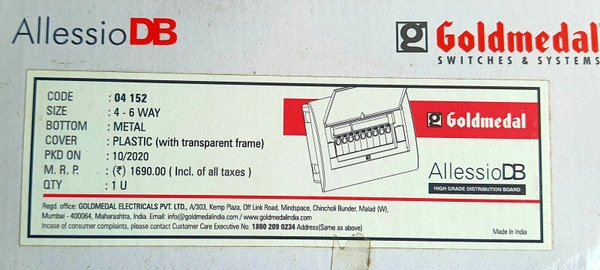 AllessioDB
g Goldmedal
SWITCHES & SYSTEMS
CODE : 04 152
SIZE : 4 - 6 WAY
BOTTOM : METAL
COVER : PLASTIC (with transparent frame)
PKD ON : 10/2020
M. R. P. : (₹) 1690.00 ( Incl. of all taxes )
QTY : 1 U
g Goldmedal
AllessioDB
HIGH GRADE DISTRIBUTION BOARD
Regd. office: GOLDMEDAL ELECTRICALS PVT. LTD., A/303, Kemp Plaza, Off Link Road, Mindspace, Chincholi Bunder, Malad (W),
Mumbai - 400064, Maharashtra, India. Email: info@goldmedalindia.com / www.goldmedalindia.com
Incase of consumer complaints, please contact Customer Care Executive No. 1800 209 0234 Address(Same as above)
Made in India